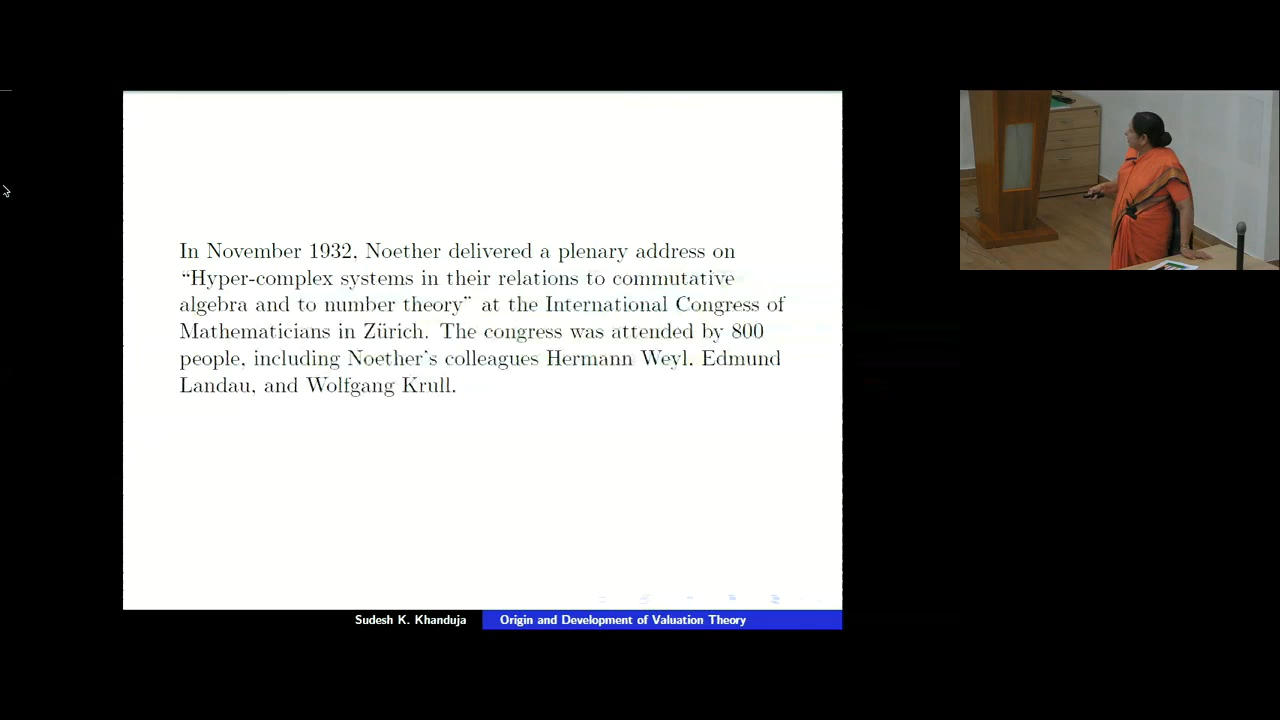 In November 1932, Noether delivered a plenary address on
"Hyper-complex systems in their relations to commutative
algebra and to number theory" at the International Congress of
Mathematicians in Zürich. The congress was attended by 800
people, including Noether's colleagues Hermann Weyl, Edmund
Landau, and Wolfgang Krull.
Sudesh K. Khanduja
Origin and Development of Valuation Theory